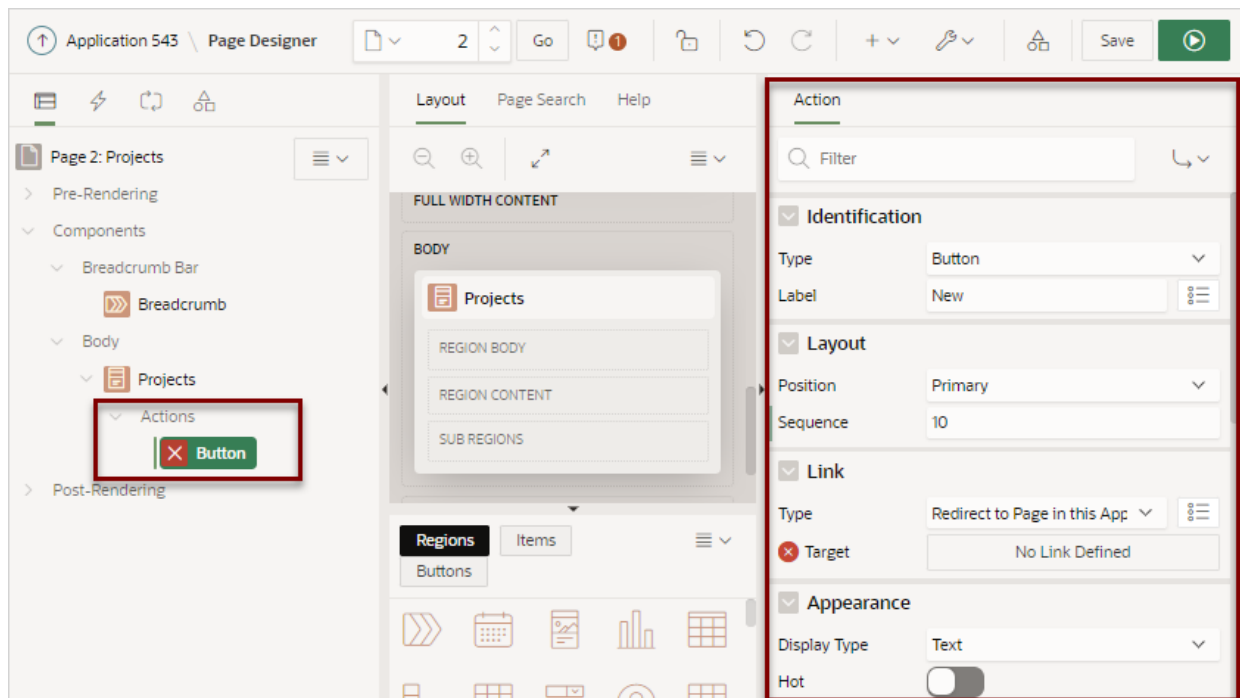 Application 543 \ Page Designer
2
Go
1
Save
Page 2: Projects
Pre-Rendering
Components
Breadcrumb Bar
Breadcrumb
Body
Projects
Actions
Button
Post-Rendering
Layout Page Search Help
FULL WIDTH CONTENT
BODY
Projects
REGION BODY
REGION CONTENT
SUB REGIONS
Regions Items
Buttons
Action
Filter
Identification
Type Button
Label New
Layout
Position Primary
Sequence 10
Link
Type Redirect to Page in this App
Target No Link Defined
Appearance
Display Type Text
Hot